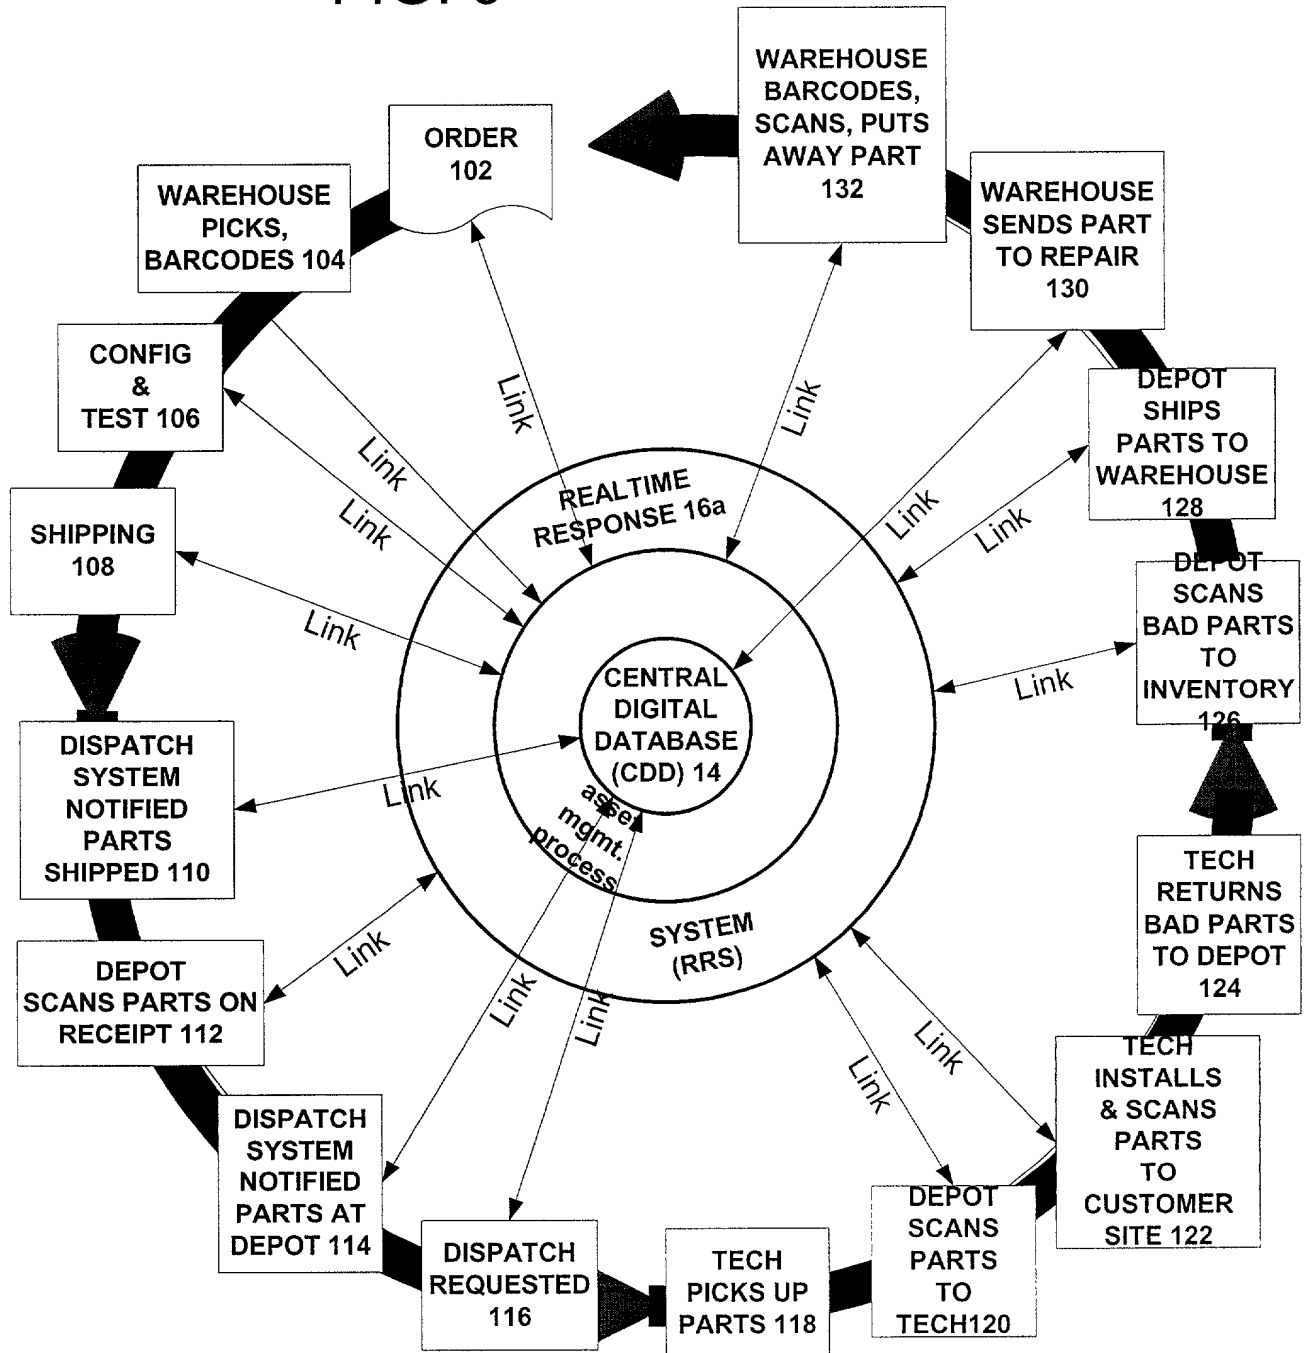 ORDER
102
WAREHOUSE
PICKS,
BARCODES 104
CONFIG
&
TEST 106
SHIPPING
108
DISPATCH
SYSTEM
NOTIFIED
PARTS
SHIPPED 110
DEPOT
SCANS PARTS ON
RECEIPT 112
DISPATCH
SYSTEM
NOTIFIED
PARTS AT
DEPOT 114
DISPATCH
REQUESTED
116
TECH
PICKS UP
PARTS 118
DEPOT
SCANS
PARTS
TO
TECH120
TECH
INSTALLS
& SCANS
PARTS
TO
CUSTOMER
SITE 122
TECH
RETURNS
BAD PARTS
TO DEPOT
124
DEPOT
SCANS
BAD PARTS
TO
INVENTORY
126
DEPOT
SHIPS
PARTS TO
WAREHOUSE
128
WAREHOUSE
SENDS PART
TO REPAIR
130
WAREHOUSE
BARCODES,
SCANS, PUTS
AWAY PART
132
Link
Link
Link
Link
Link
Link
Link
Link
Link
Link
Link
Link
Link
Link
REALTIME
RESPONSE 16a
CENTRAL
DIGITAL
DATABASE
(CDD) 14
mgmt.
process
SYSTEM
(RRS)